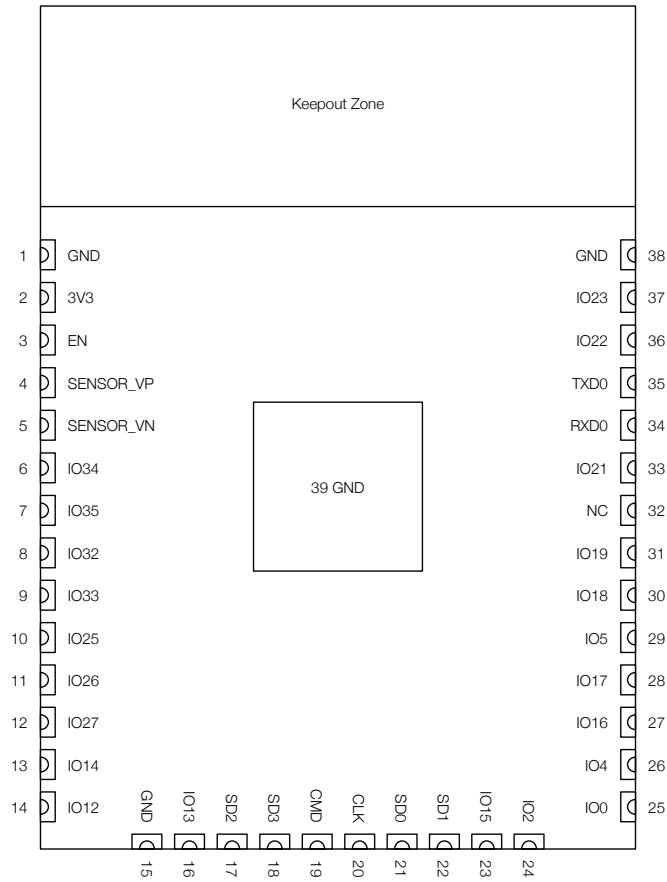 Keepout Zone
1 GND
2 3V3
3 EN
4 SENSOR_VP
5 SENSOR_VN
6 IO34
7 IO35
8 IO32
9 IO33
10 IO25
11 IO26
12 IO27
13 IO14
14 IO12
39 GND
GND 38
IO23 37
IO22 36
TXD0 35
RXD0 34
IO21 33
NC 32
IO19 31
IO18 30
IO5 29
IO17 28
IO16 27
IO4 26
IO0 25
GND 15
IO13 16
SD2 17
SD3 18
CMD 19
CLK 20
SD0 21
SD1 22
IO15 23
IO2 24